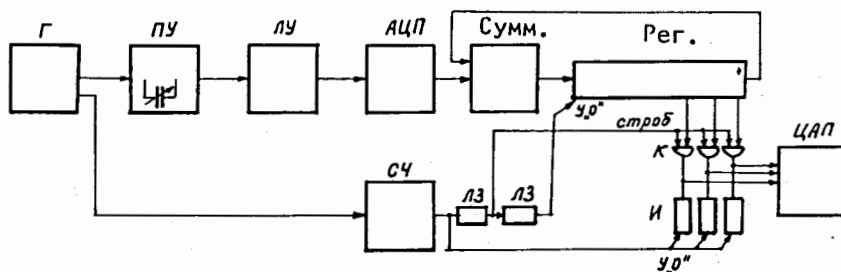 Г
ПУ
ЛУ
АЦП
Сумм.
Рег.
У„0"
строб
К
ЦАП
СЧ
ЛЗ
ЛЗ
И
У„0"